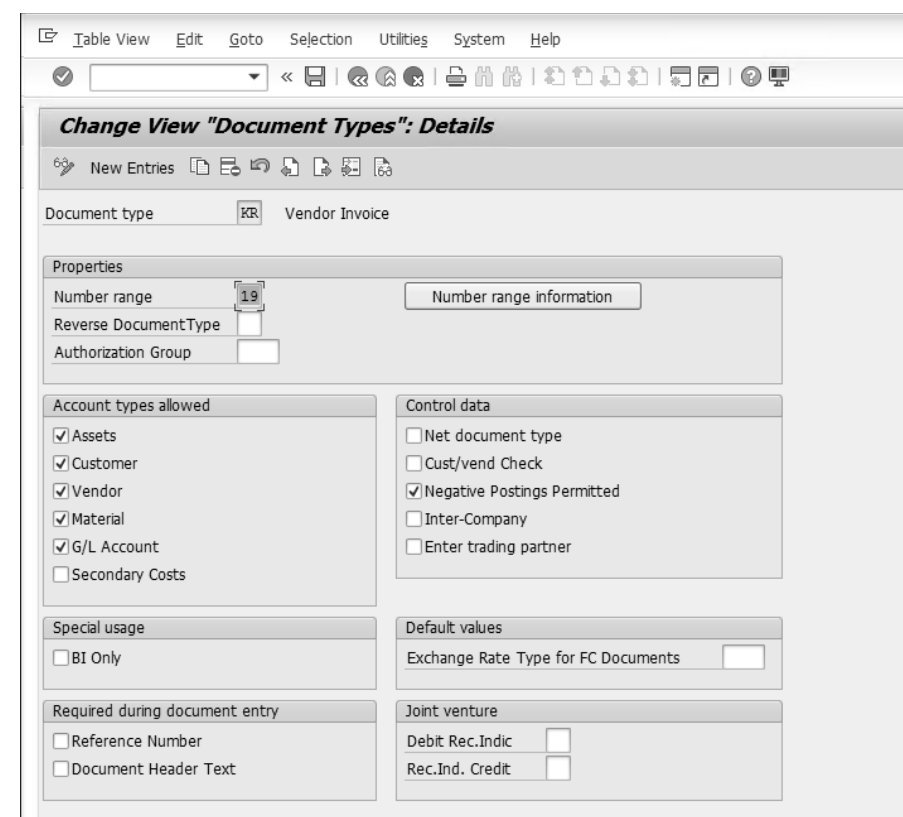 Table View Edit Goto Selection Utilities System Help
Change View "Document Types": Details
New Entries
Document type KR Vendor Invoice
Properties
Number range 19 Number range information
Reverse DocumentType
Authorization Group
Account types allowed
Assets
Customer
Vendor
Material
G/L Account
Secondary Costs
Control data
Net document type
Cust/vend Check
Negative Postings Permitted
Inter-Company
Enter trading partner
Special usage
BI Only
Default values
Exchange Rate Type for FC Documents
Required during document entry
Reference Number
Document Header Text
Joint venture
Debit Rec.Indic
Rec.Ind. Credit